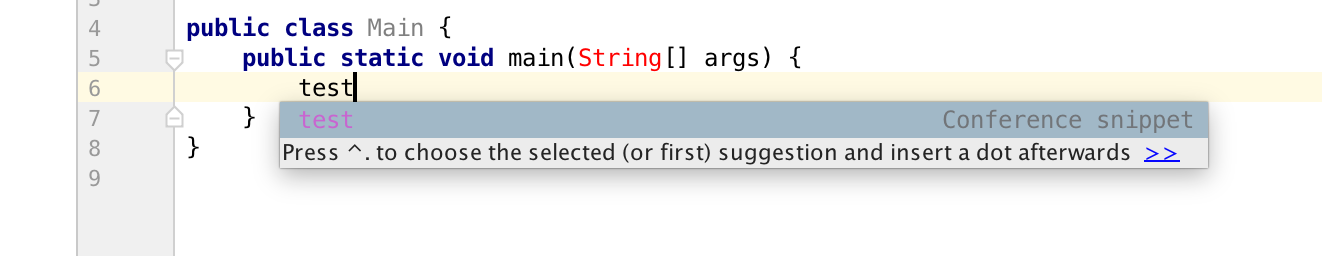 3
4 public class Main {
5 public static void main(String[] args) {
6 test
test Conference snippet
7 }
Press ^. to choose the selected (or first) suggestion and insert a dot afterwards >>
8 }
9